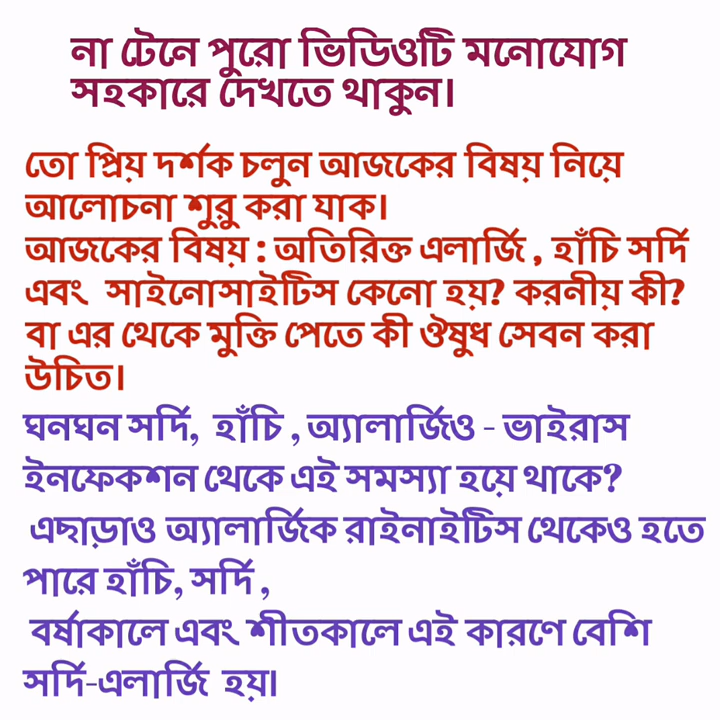 না টেনে পুরো ভিডিওটি মনোযোগ
সহকারে দেখতে থাকুন।
তো প্রিয় দর্শক চলুন আজকের বিষয় নিয়ে
আলোচনা শুরু করা যাক।
আজকের বিষয় : অতিরিক্ত এলার্জি , হাঁচি সর্দি
এবং সাইনোসাইটিস কেনো হয়? করনীয় কী?
বা এর থেকে মুক্তি পেতে কী ঔষুধ সেবন করা
উচিত।
ঘনঘন সর্দি, হাঁচি , অ্যালার্জিও - ভাইরাস
ইনফেকশন থেকে এই সমস্যা হয়ে থাকে?
এছাড়াও অ্যালার্জিক রাইনাইটিস থেকেও হতে
পারে হাঁচি, সর্দি ,
বর্ষাকালে এবং শীতকালে এই কারণে বেশি
সর্দি-এলার্জি হয়।